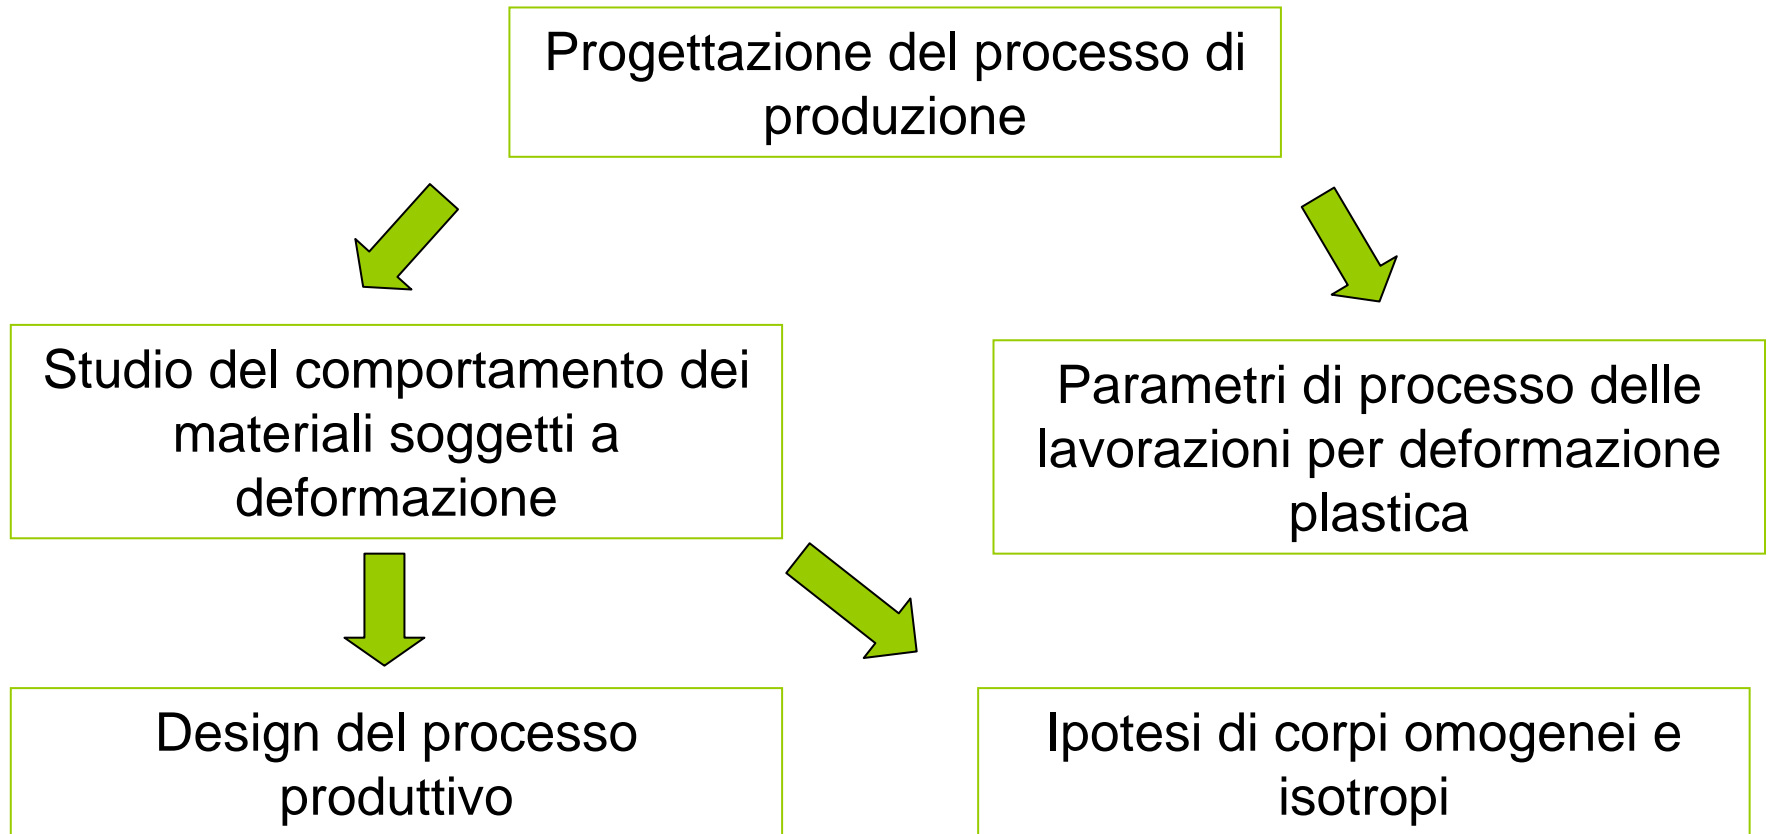 Progettazione del processo di
produzione
Studio del comportamento dei
materiali soggetti a
deformazione
Parametri di processo delle
lavorazioni per deformazione
plastica
Design del processo
produttivo
Ipotesi di corpi omogenei e
isotropi